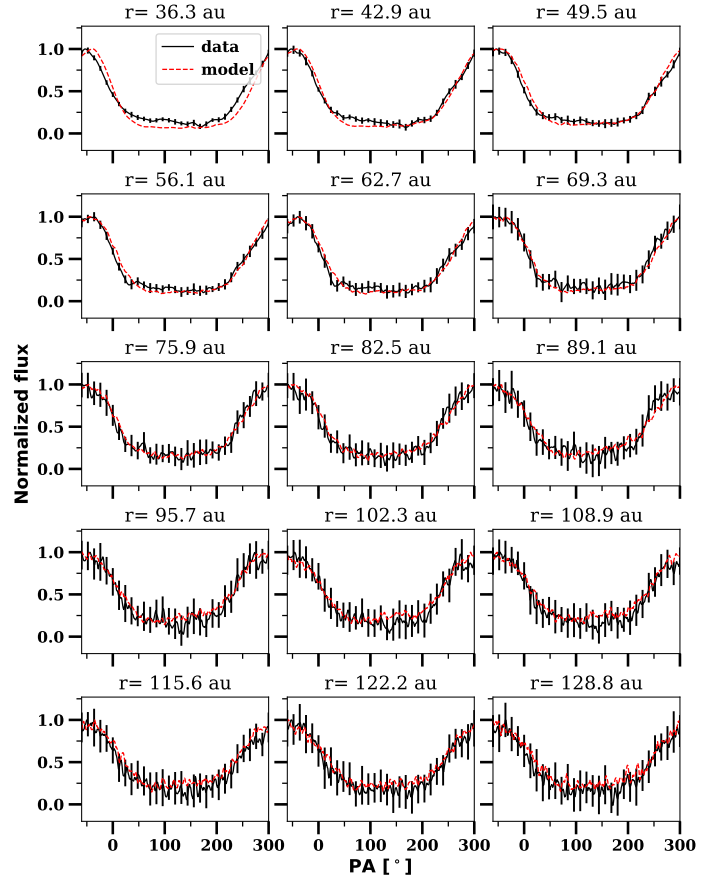 r= 36.3 au r= 42.9 au r= 49.5 au
data
model
1.0
0.5
0.0
r= 56.1 au r= 62.7 au r= 69.3 au
1.0
0.5
0.0
r= 75.9 au r= 82.5 au r= 89.1 au
1.0
0.5
0.0
Normalized flux
r= 95.7 au r= 102.3 au r= 108.9 au
1.0
0.5
0.0
r= 115.6 au r= 122.2 au r= 128.8 au
1.0
0.5
0.0
0 100 200 300 0 100 200 300 0 100 200 300
PA [°]